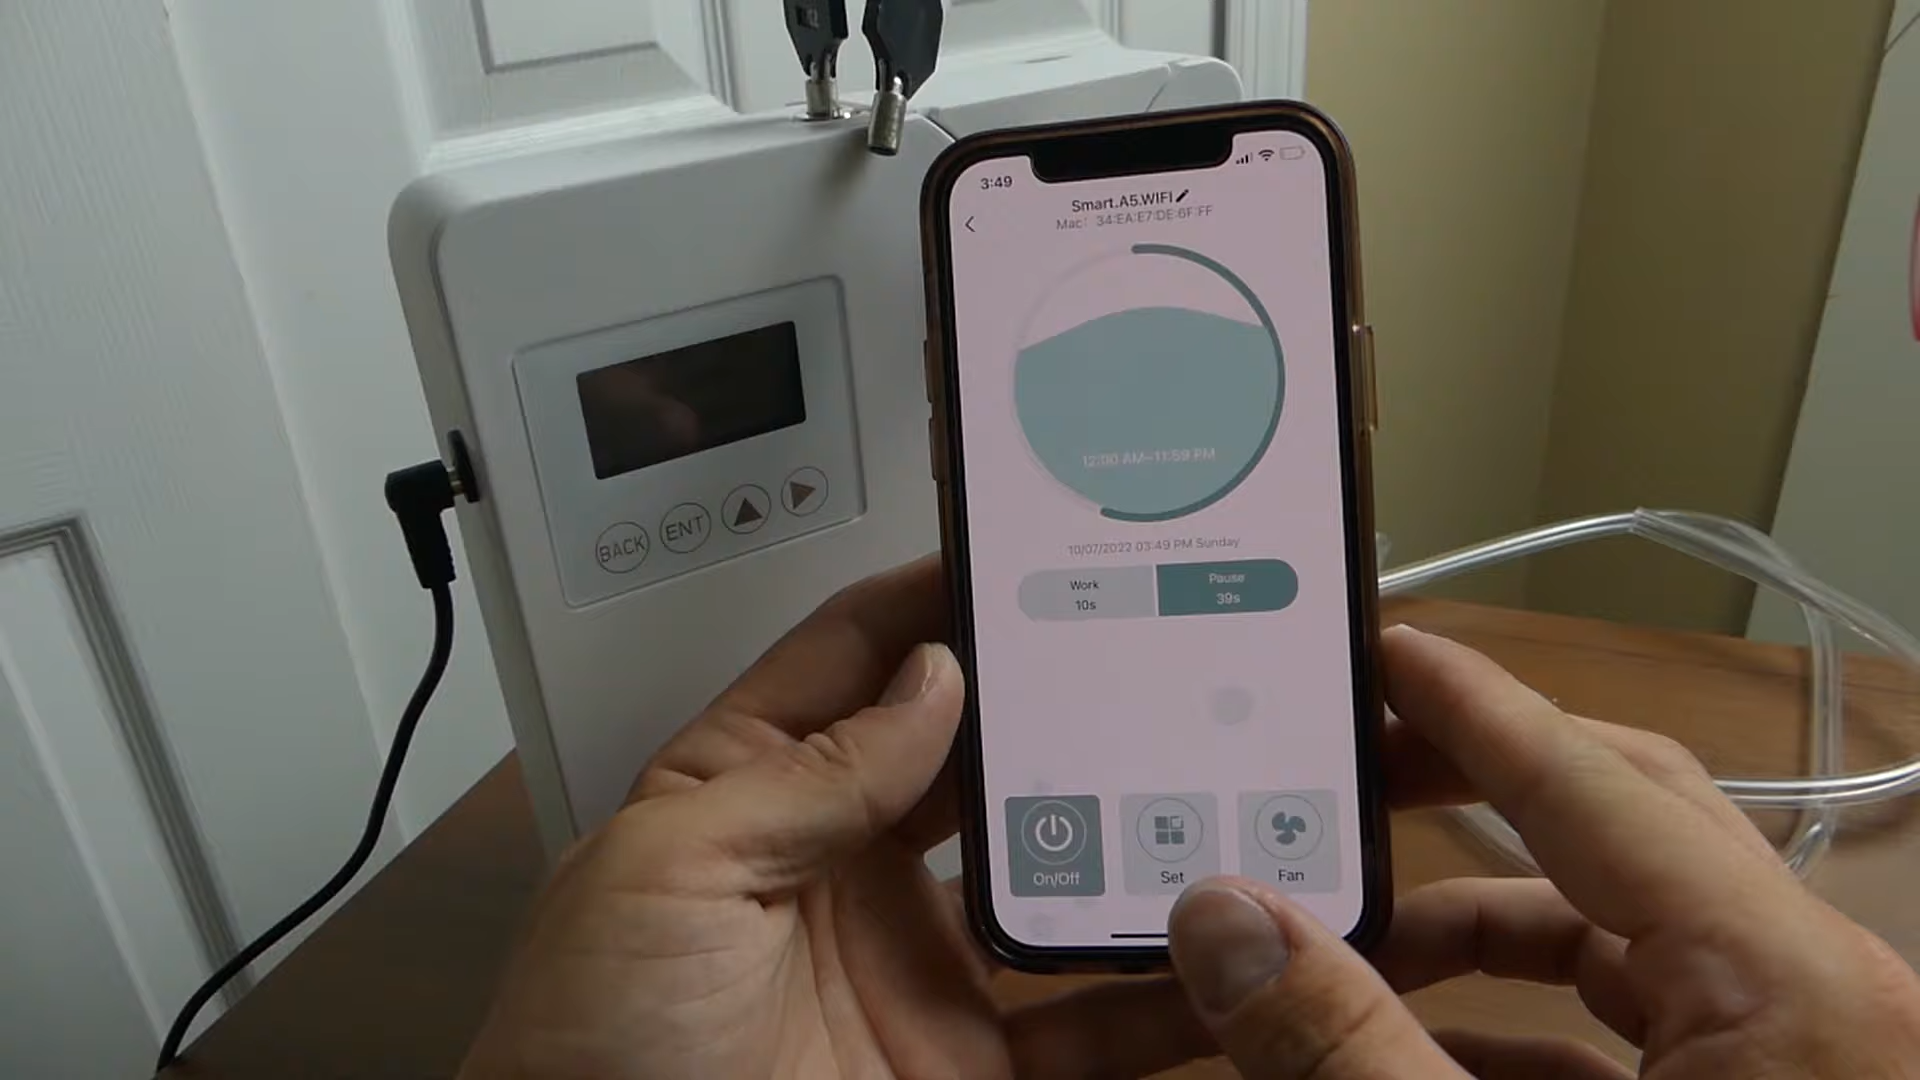 3:49
Smart.A5.WIFI
Mac: 34:EA:E7:DE:6F:FF
12:00 AM–11:59 PM
10/07/2022 03:49 PM Sunday
Work
10s
Pause
39s
On/Off
Set
Fan
BACK
ENT